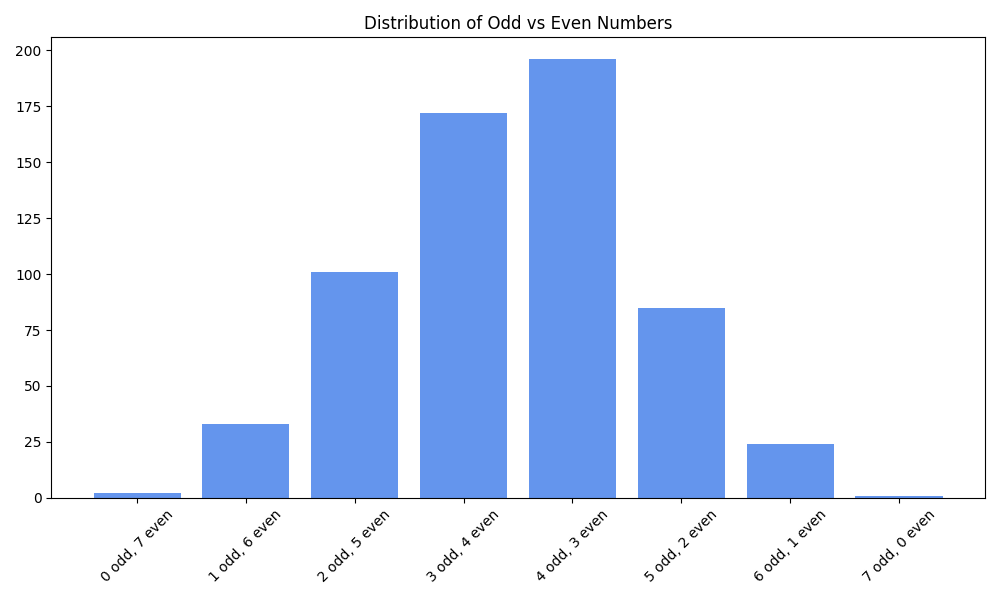 Distribution of Odd vs Even Numbers
200
175
150
125
100
75
50
25
0
0 odd, 7 even
1 odd, 6 even
2 odd, 5 even
3 odd, 4 even
4 odd, 3 even
5 odd, 2 even
6 odd, 1 even
7 odd, 0 even